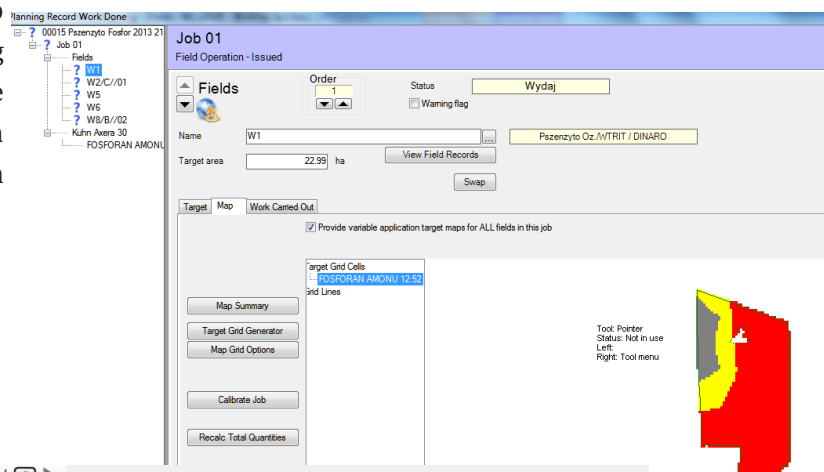 Planning Record Work Done
00015 Pszenzyto Fosfor 2013 21
Job 01
Fields
W1
W2/C//01
W5
W6
W8/B//02
Kuhn Axera 30
FOSFORAN AMONU
Job 01
Field Operation - Issued
Fields
Order
1
Status
Wydaj
Warning flag
Name
W1
...
Pszenzyto Oz./WTRIT / DINARO
Target area
22.99 ha
View Field Records
Swap
Target Map Work Carried Out
Provide variable application target maps for ALL fields in this job
Target Grid Cells
FOSFORAN AMONU 12:52
Grid Lines
Map Summary
Target Grid Generator
Map Grid Options
Calibrate Job
Recalc Total Quantities
Tool: Pointer
Status: Not in use
Left:
Right: Tool menu